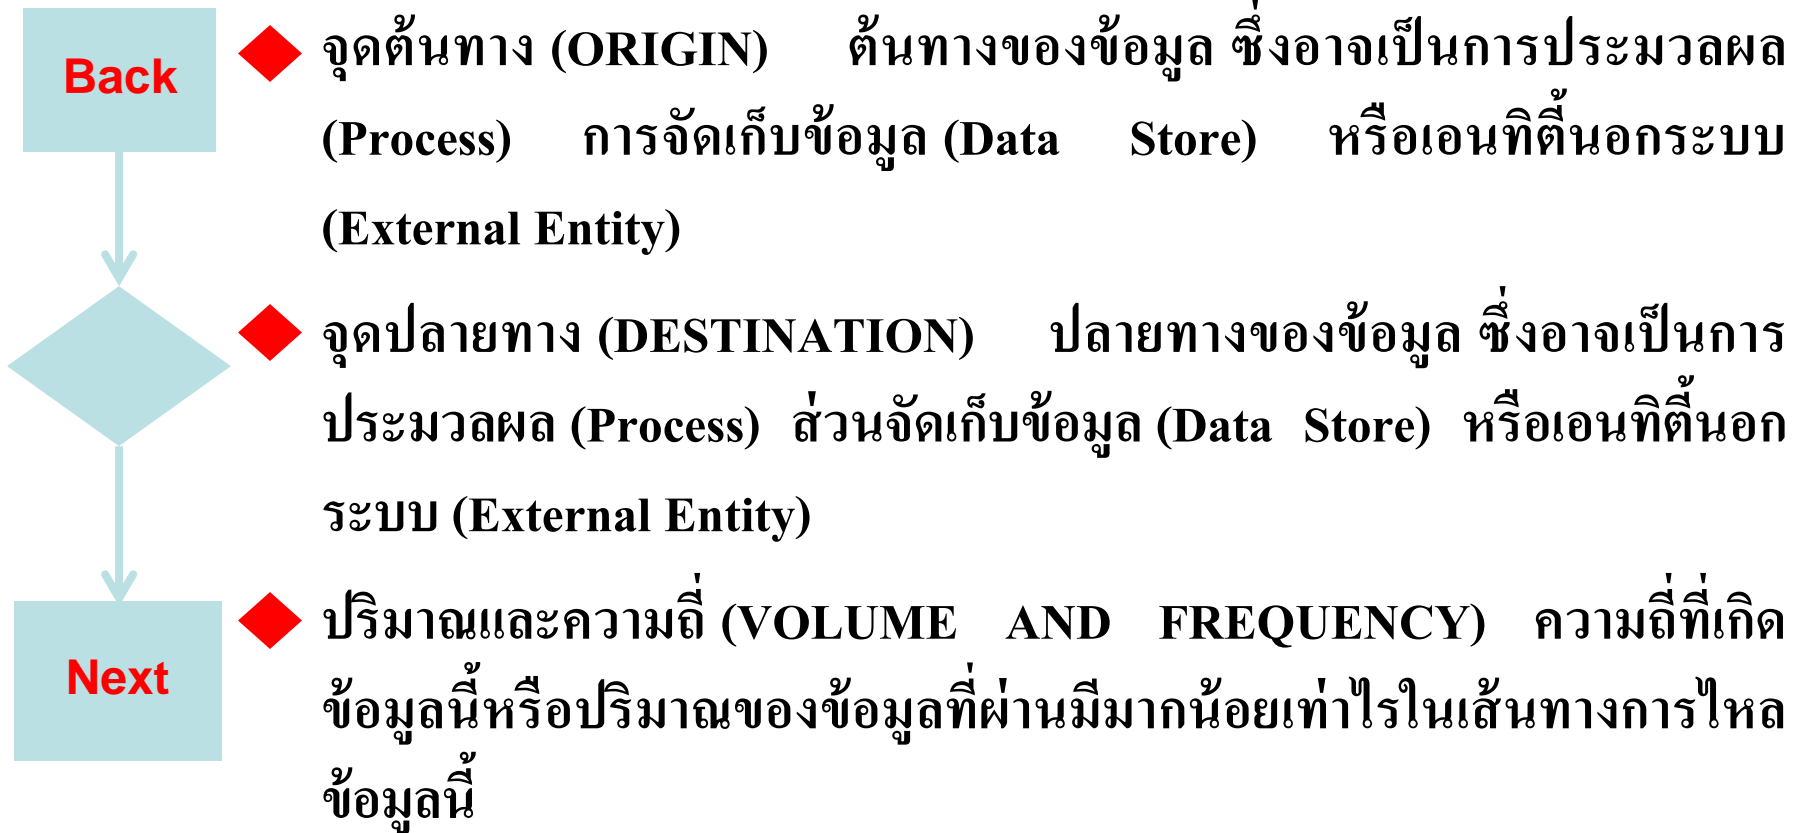 Back
จุดต้นทาง (ORIGIN) ต้นทางของข้อมูล ซึ่งอาจเป็นการประมวลผล
(Process) การจัดเก็บข้อมูล (Data Store) หรือเอนทิตี้นอกระบบ
(External Entity)
จุดปลายทาง (DESTINATION) ปลายทางของข้อมูล ซึ่งอาจเป็นการ
ประมวลผล (Process) ส่วนจัดเก็บข้อมูล (Data Store) หรือเอนทิตี้นอก
ระบบ (External Entity)
Next
ปริมาณและความถี่ (VOLUME AND FREQUENCY) ความถี่ที่เกิด
ข้อมูลนี้หรือปริมาณของข้อมูลที่ผ่านมีมากน้อยเท่าไรในเส้นทางการไหล
ข้อมูลนี้